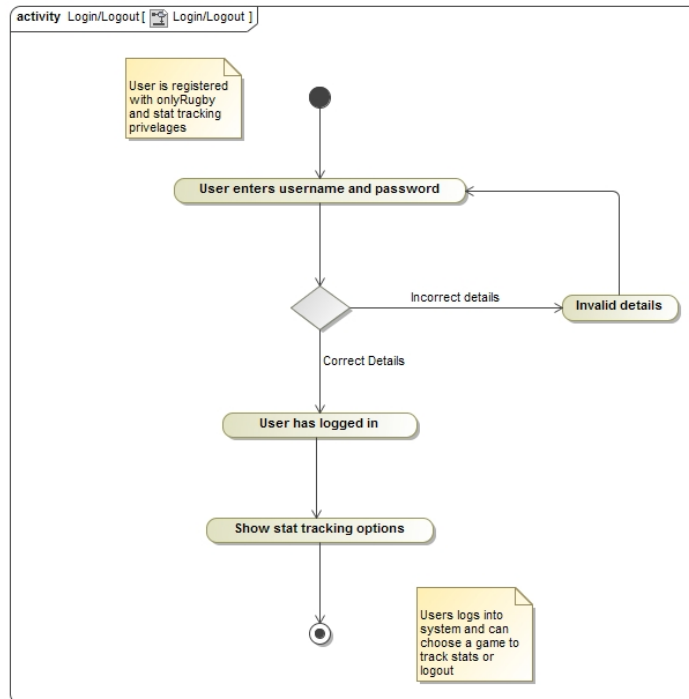 activity Login/Logout [ Login/Logout ]
User is registered
with onlyRugby
and stat tracking
privelages
User enters username and password
Incorrect details
Invalid details
Correct Details
User has logged in
Show stat tracking options
Users logs into
system and can
choose a game to
track stats or
logout